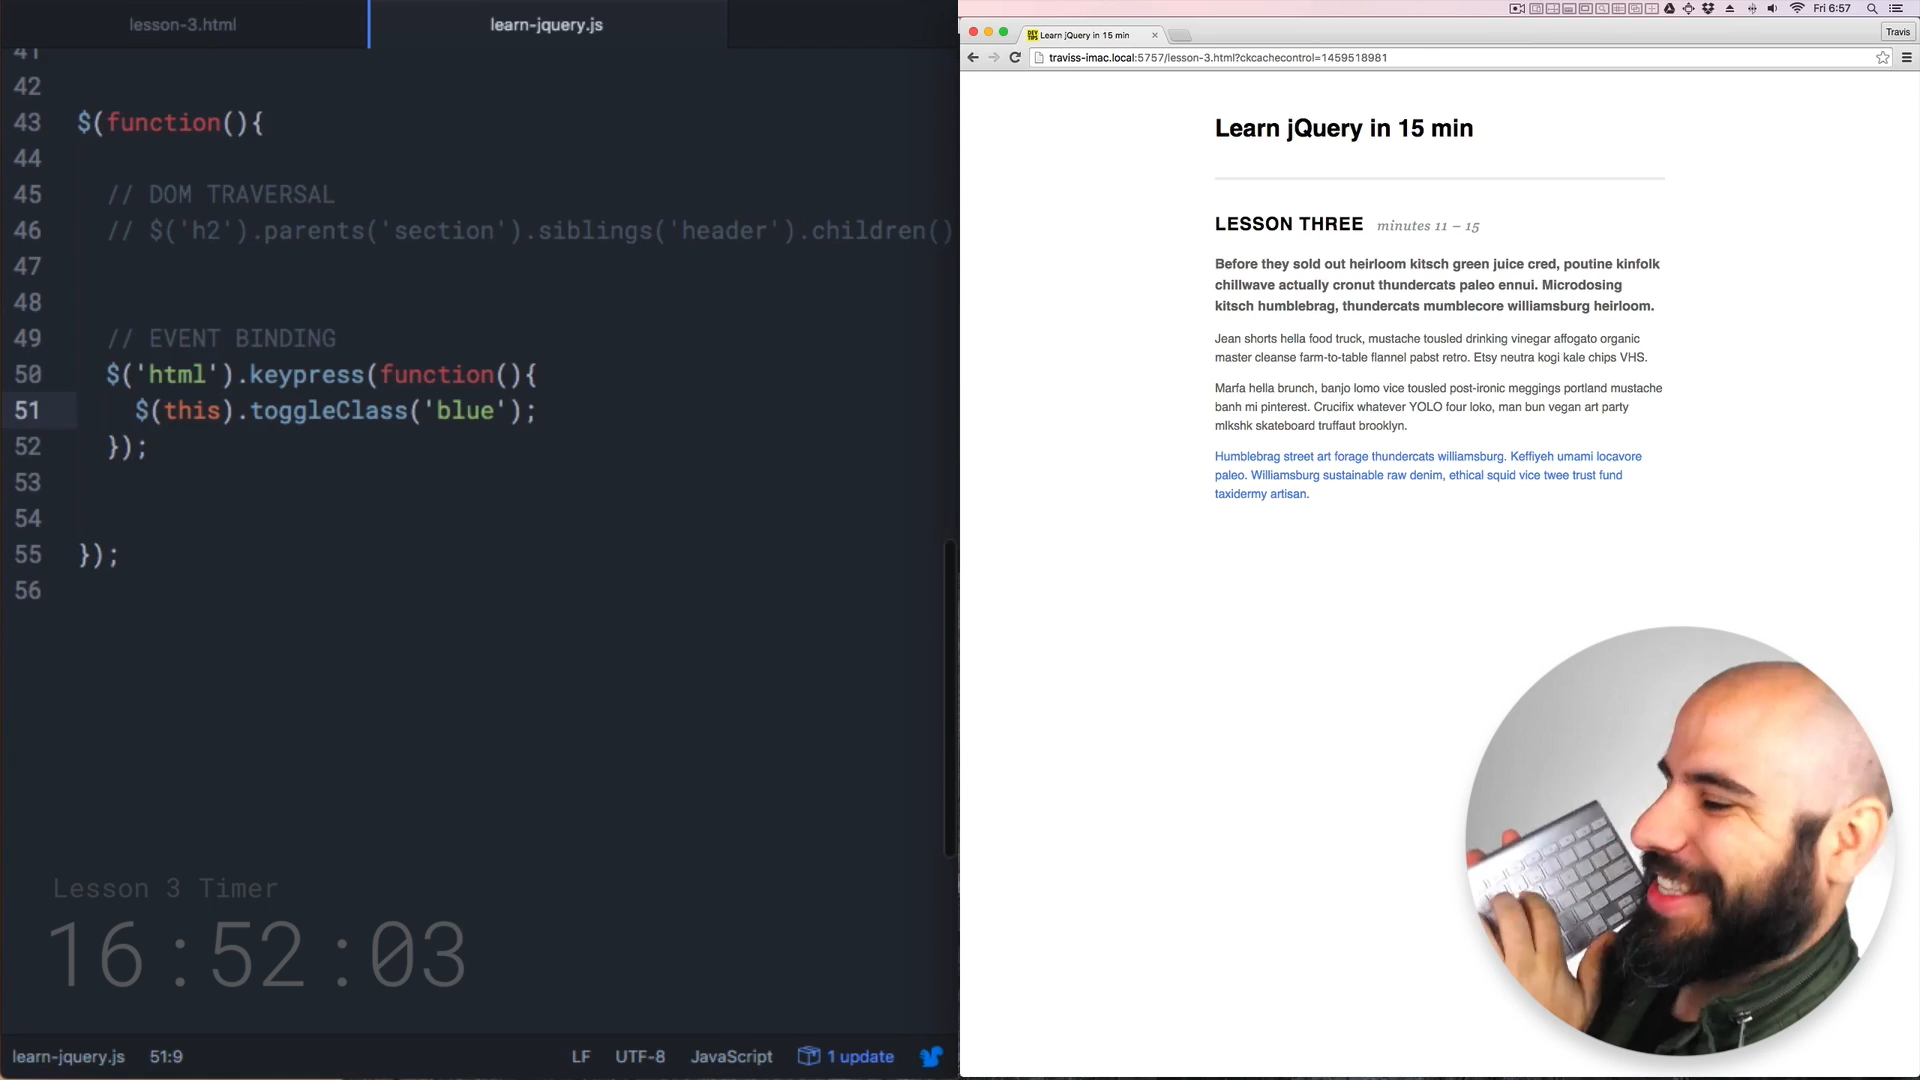 lesson-3.html
learn-jquery.js
41
42
43 $(function(){
44
45 // DOM TRAVERSAL
46 // $('h2').parents('section').siblings('header').children()
47
48
49 // EVENT BINDING
50 $('html').keypress(function(){
51 $(this).toggleClass('blue');
52 });
53
54
55 });
56
Lesson 3 Timer
16:52:03
learn-jquery.js 51:9 LF UTF-8 JavaScript 1 update
Fri 6:57
DEV TIPS Learn jQuery in 15 min
Travis
traviss-imac.local:5757/lesson-3.html?ckcachecontrol=1459518981
Learn jQuery in 15 min
LESSON THREE minutes 11 – 15
Before they sold out heirloom kitsch green juice cred, poutine kinfolk
chillwave actually cronut thundercats paleo ennui. Microdosing
kitsch humblebrag, thundercats mumblecore williamsburg heirloom.
Jean shorts hella food truck, mustache tousled drinking vinegar affogato organic
master cleanse farm-to-table flannel pabst retro. Etsy neutra kogi kale chips VHS.
Marfa hella brunch, banjo lomo vice tousled post-ironic meggings portland mustache
banh mi pinterest. Crucifix whatever YOLO four loko, man bun vegan art party
mlkshk skateboard truffaut brooklyn.
Humblebrag street art forage thundercats williamsburg. Keffiyeh umami locavore
paleo. Williamsburg sustainable raw denim, ethical squid vice twee trust fund
taxidermy artisan.